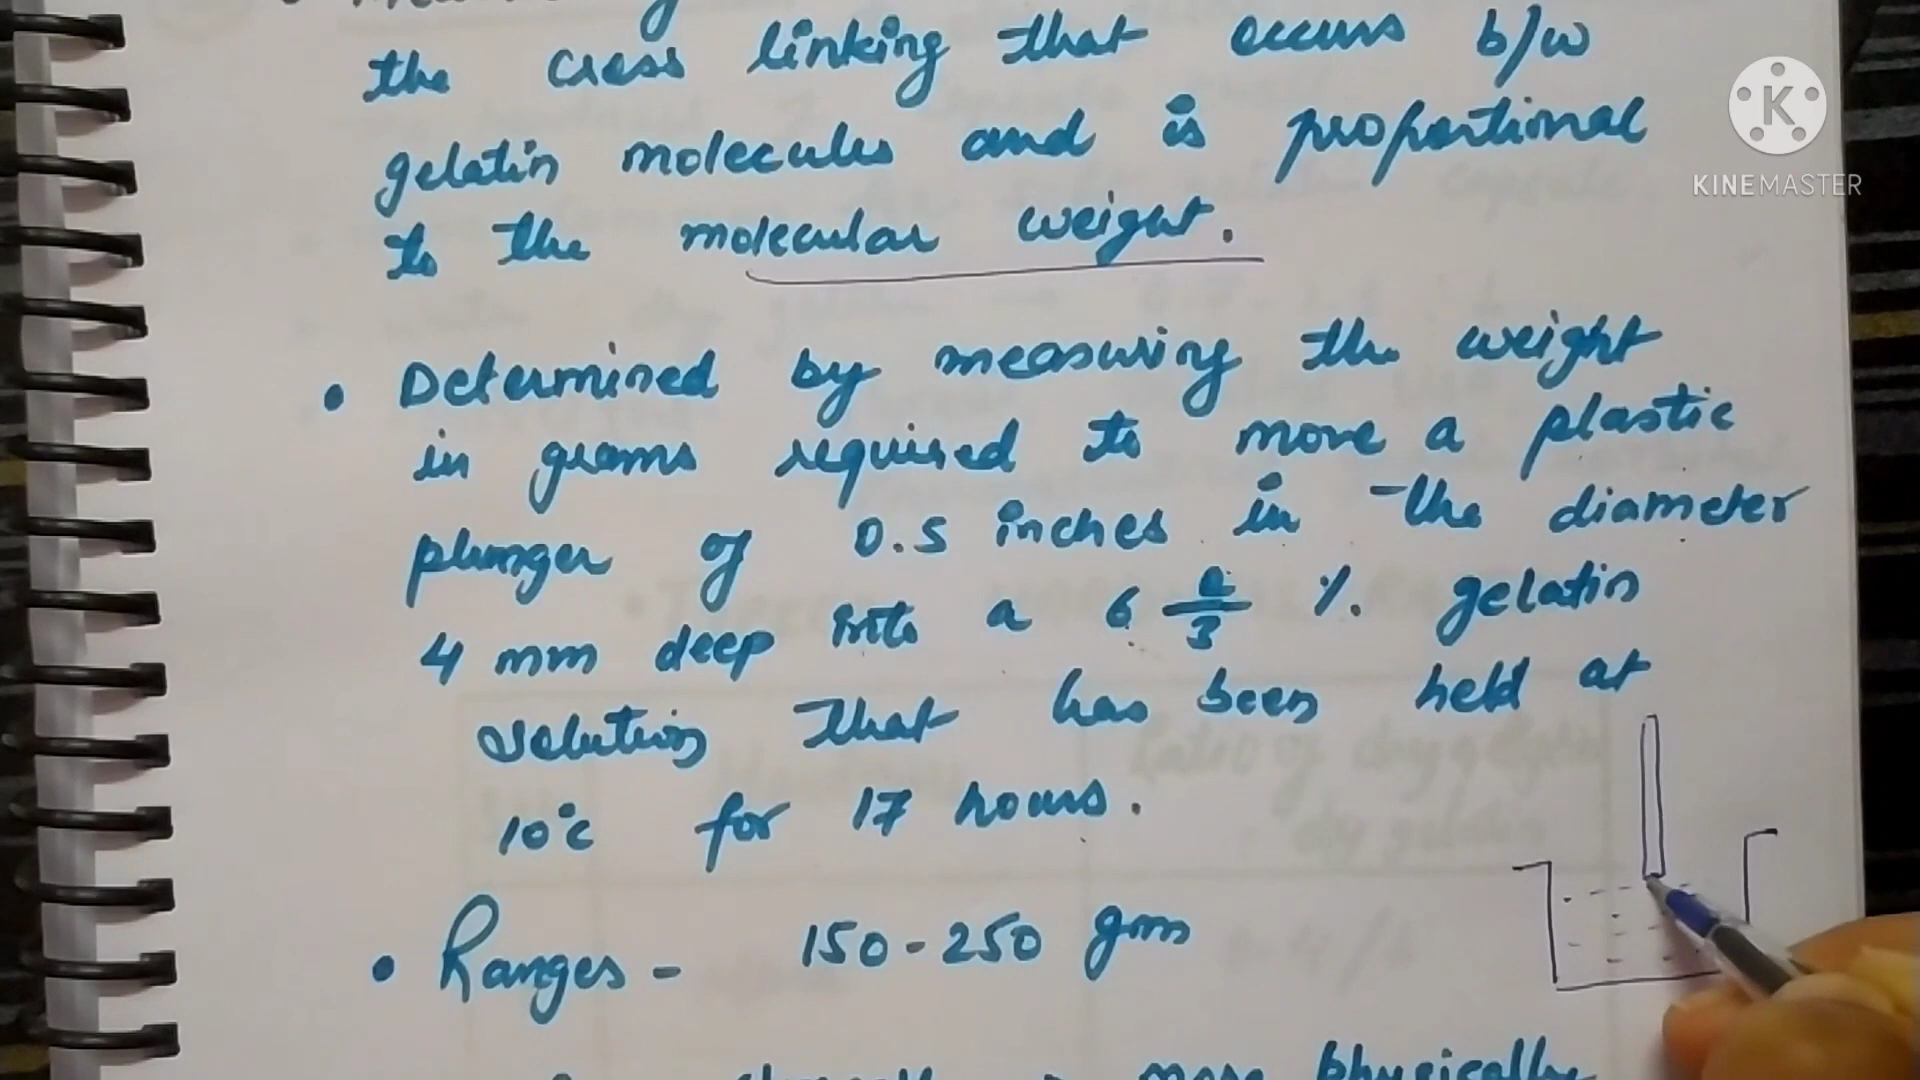 the cross linking that occurs b/w
gelatin molecules and is proportional
to the molecular weight.
• Determined by measuring the weight
in grams required to move a plastic
plunger of 0.5 inches in the diameter
4 mm deep into a 6 2/3 %. gelatin
solution that has been held at
10°C for 17 hours.
• Ranges - 150-250 gm
more physically
K
KINEMASTER